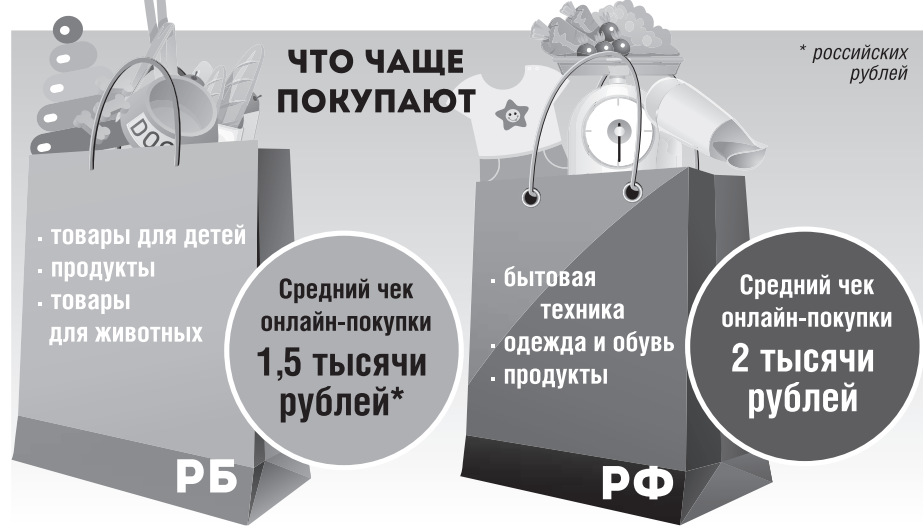 ЧТО ЧАЩЕ
ПОКУПАЮТ
* российских
рублей
DOG
· товары для детей
· продукты
· товары
для животных
Средний чек
онлайн-покупки
1,5 тысячи
рублей*
РБ
· бытовая
техника
· одежда и обувь
· продукты
Средний чек
онлайн-покупки
2 тысячи
рублей
РФ